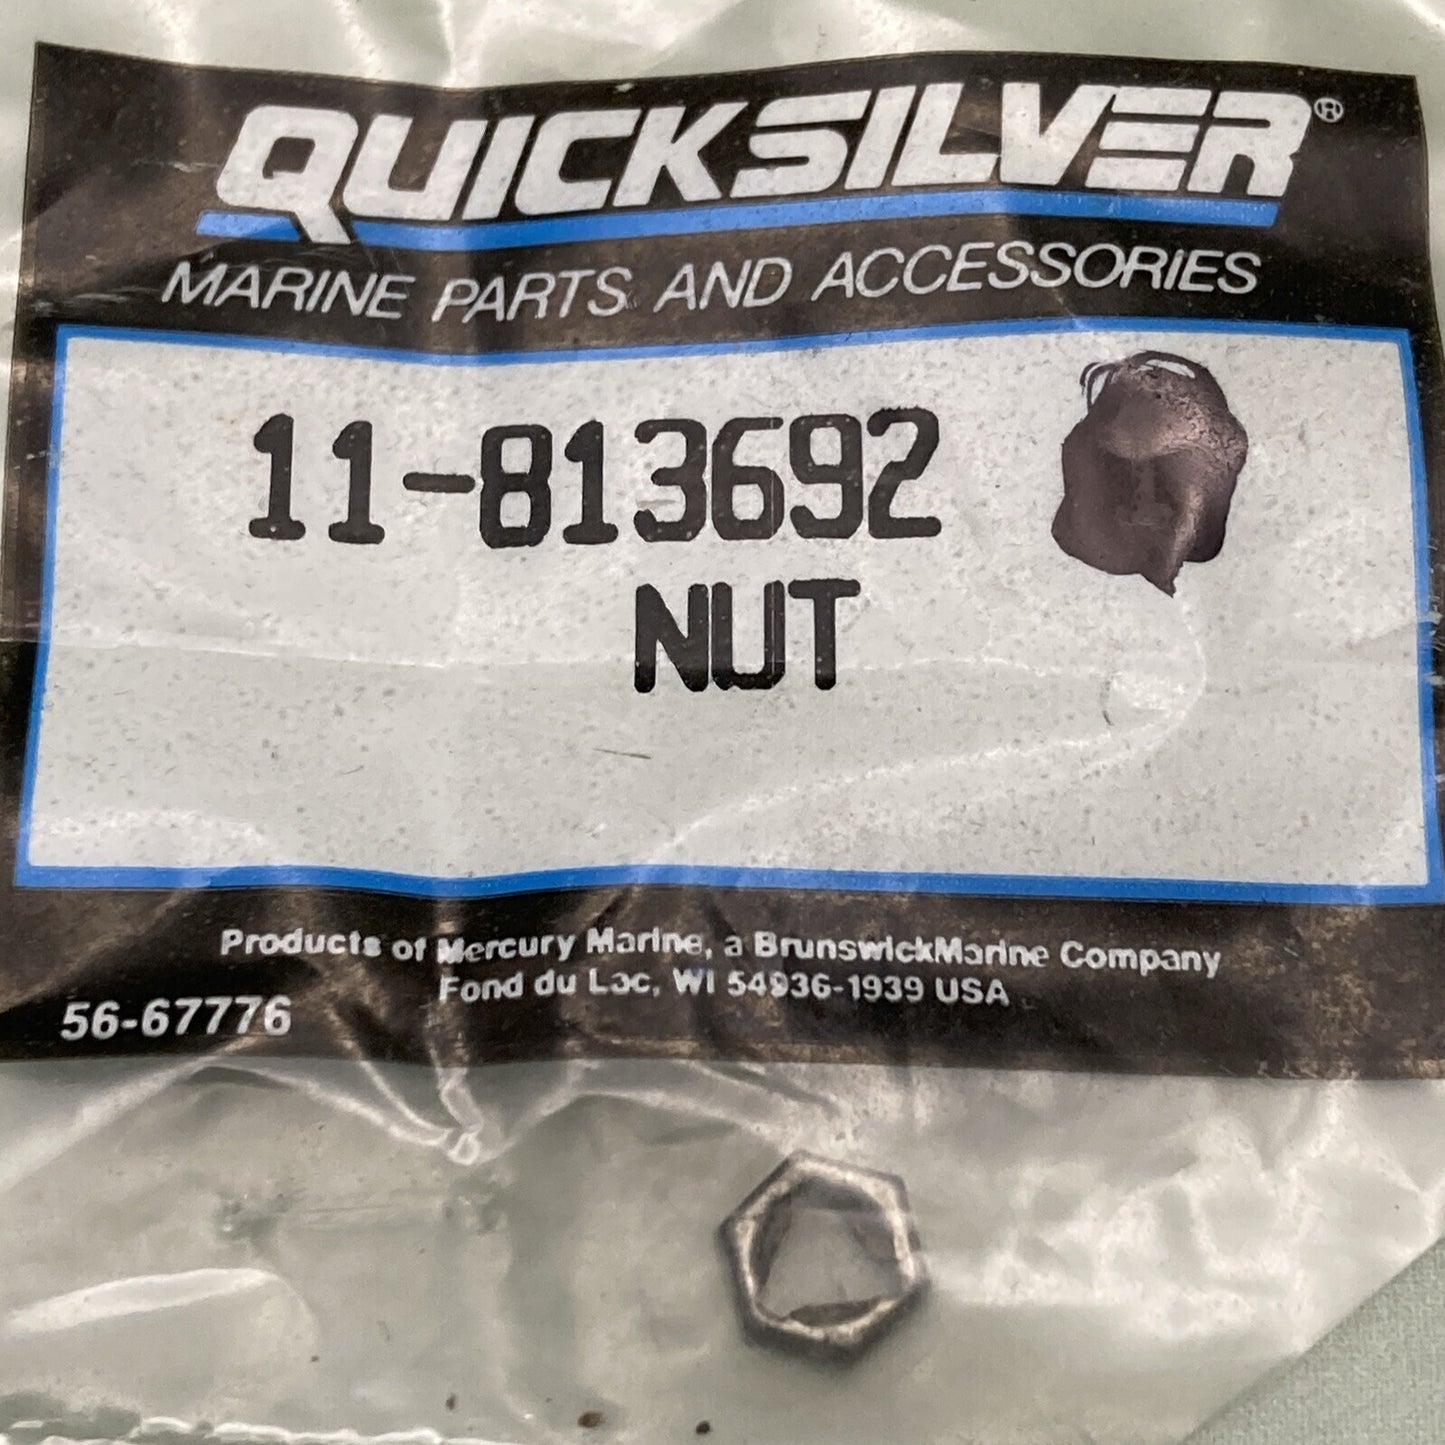 QUICKSILVER®
MARINE PARTS AND ACCESSORIES
11-813692
NUT
Products of Mercury Marine, a BrunswickMarine Company
Fond du Lac, WI 54936-1939 USA
56-67776